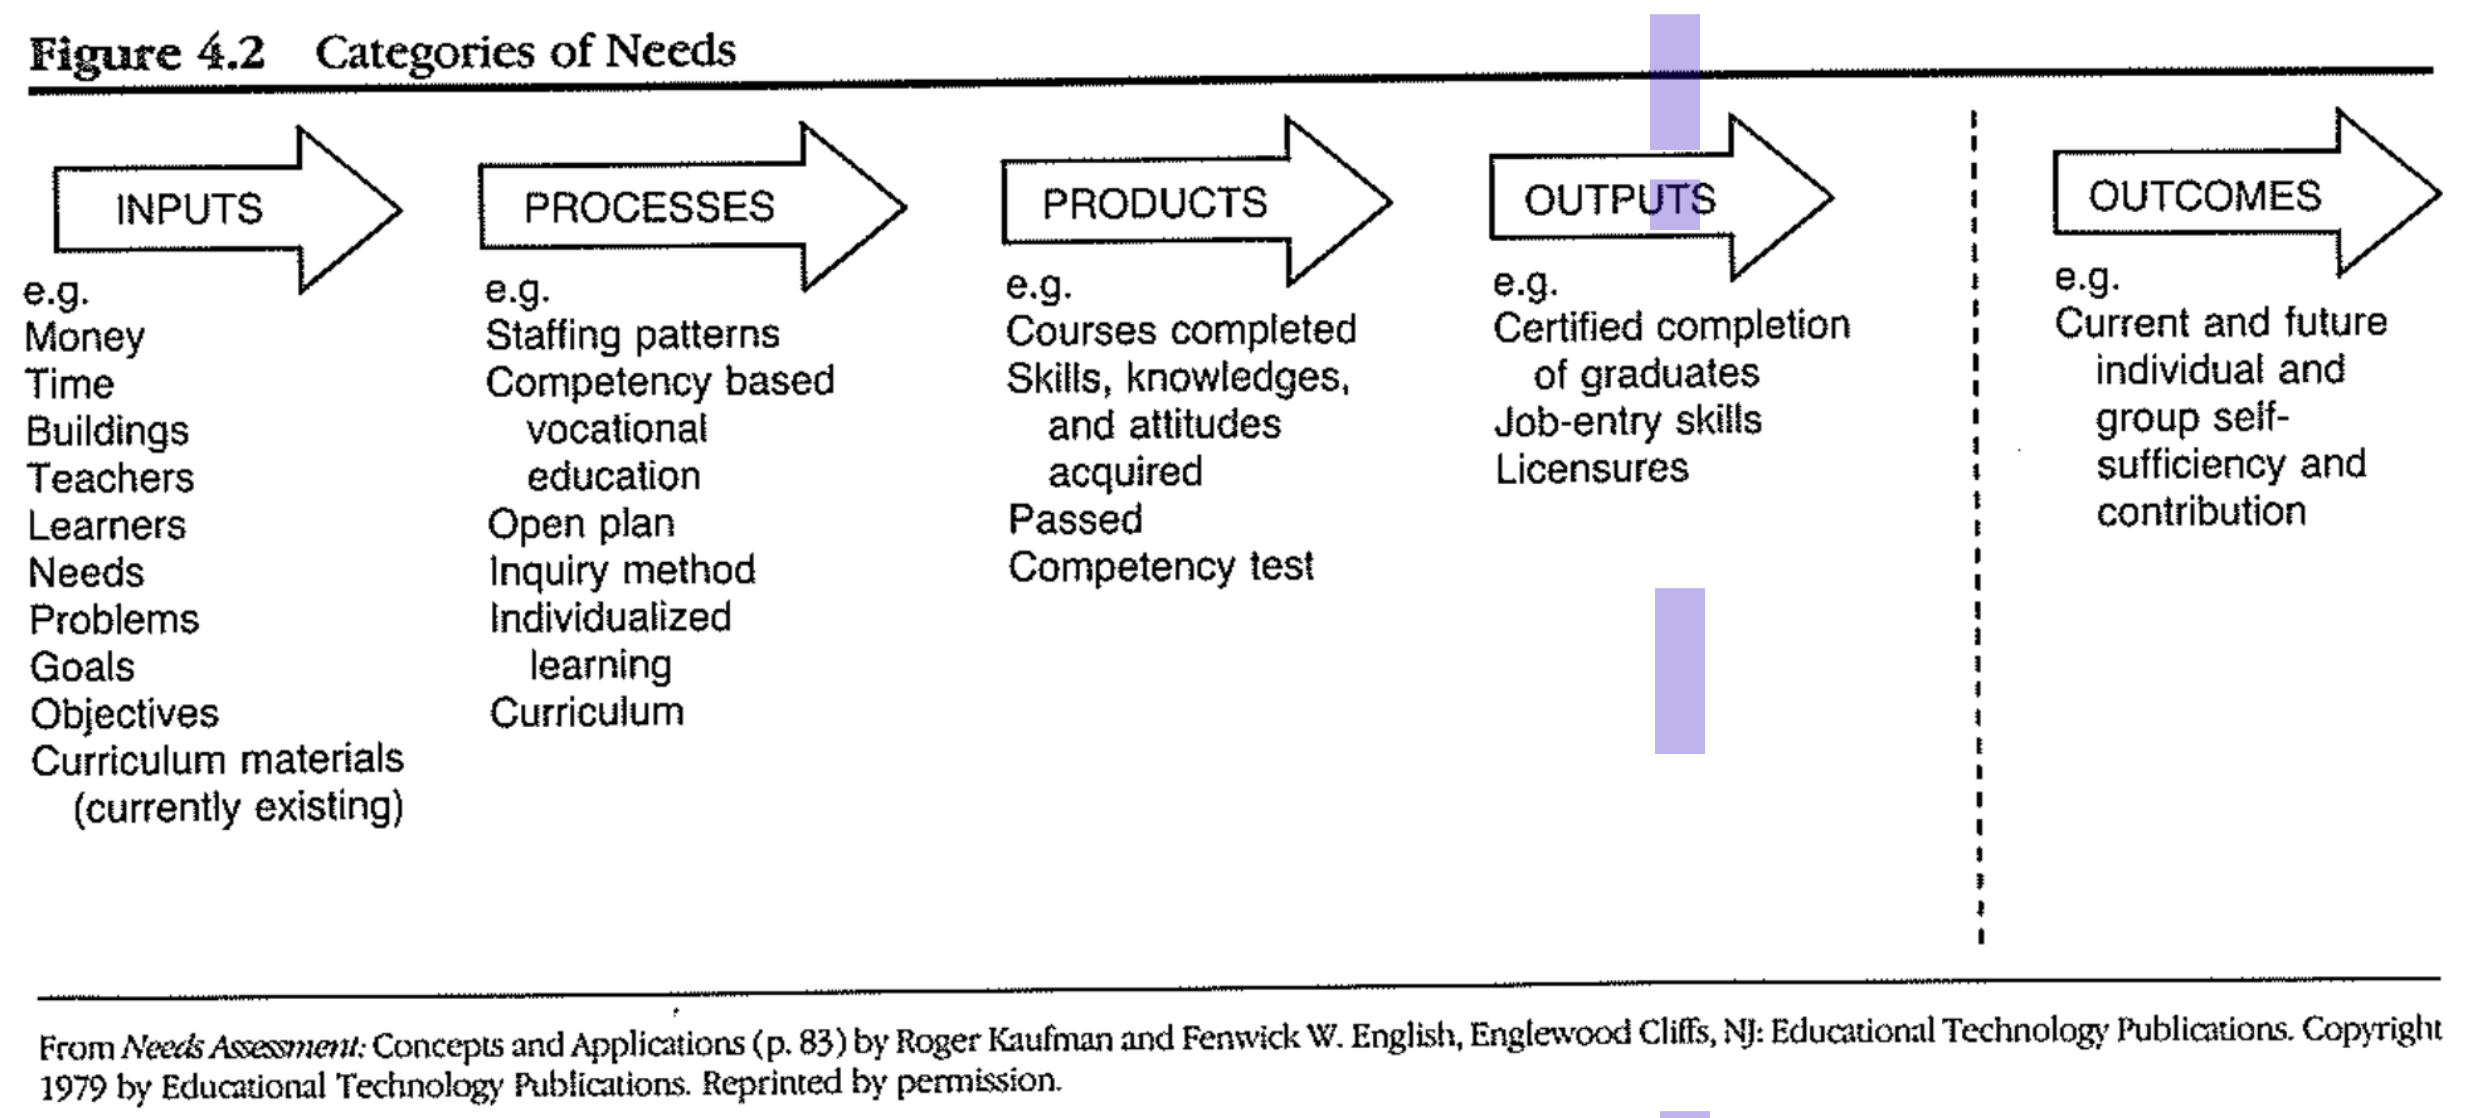 Figure 4.2 Categories of Needs
INPUTS
e.g.
Money
Time
Buildings
Teachers
Learners
Needs
Problems
Goals
Objectives
Curriculum materials
(currently existing)
PROCESSES
e.g.
Staffing patterns
Competency based
vocational
education
Open plan
Inquiry method
Individualized
learning
Curriculum
PRODUCTS
e.g.
Courses completed
Skills, knowledges,
and attitudes
acquired
Passed
Competency test
OUTPUTS
e.g.
Certified completion
of graduates
Job-entry skills
Licensures
OUTCOMES
e.g.
Current and future
individual and
group self-
sufficiency and
contribution
From Needs Assessment: Concepts and Applications (p. 83) by Roger Kaufman and Fenwick W. English, Englewood Cliffs, NJ: Educational Technology Publications. Copyright
1979 by Educational Technology Publications. Reprinted by permission.